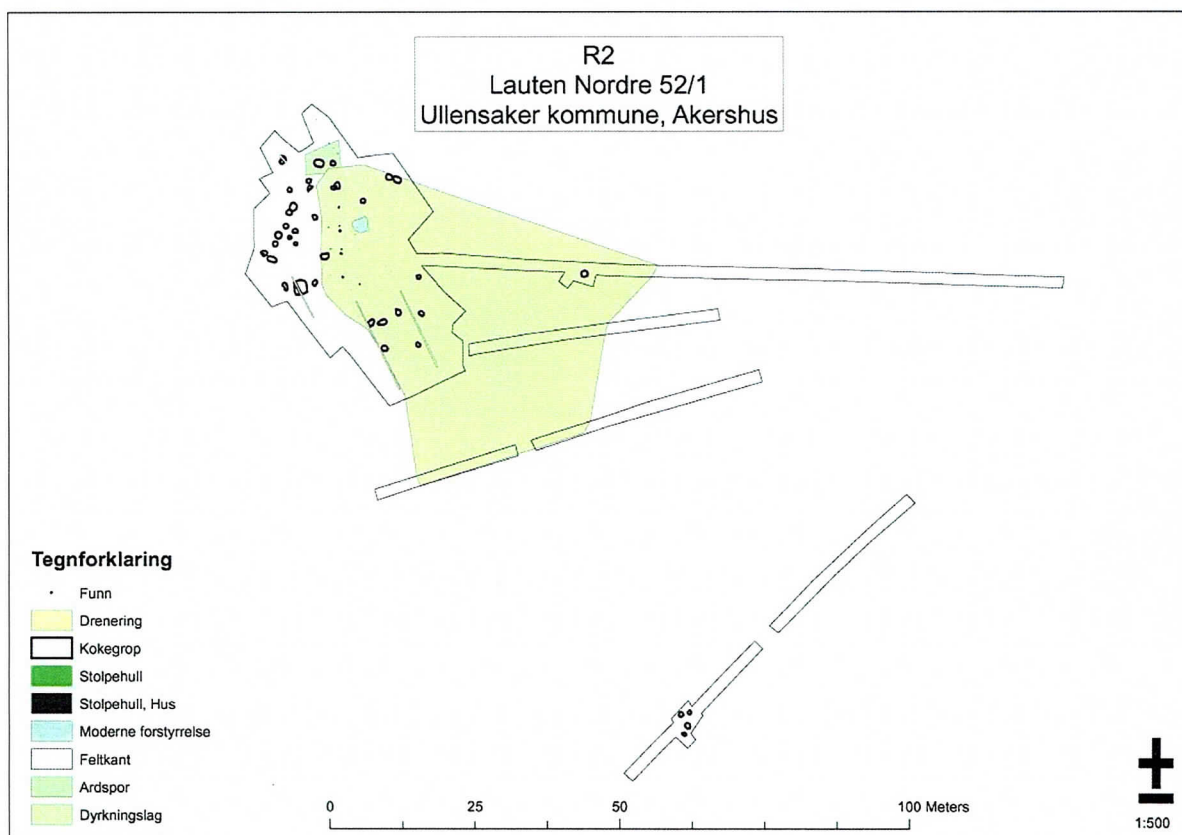 R2
Lauten Nordre 52/1
Ullensaker kommune, Akershus
Tegnforklaring
Funn
Drenering
Kokegrop
Stolpehull
Stolpehull, Hus
Moderne forstyrrelse
Feltkant
Ardspor
Dyrkningslag
0 25 50 100 Meters
1:500